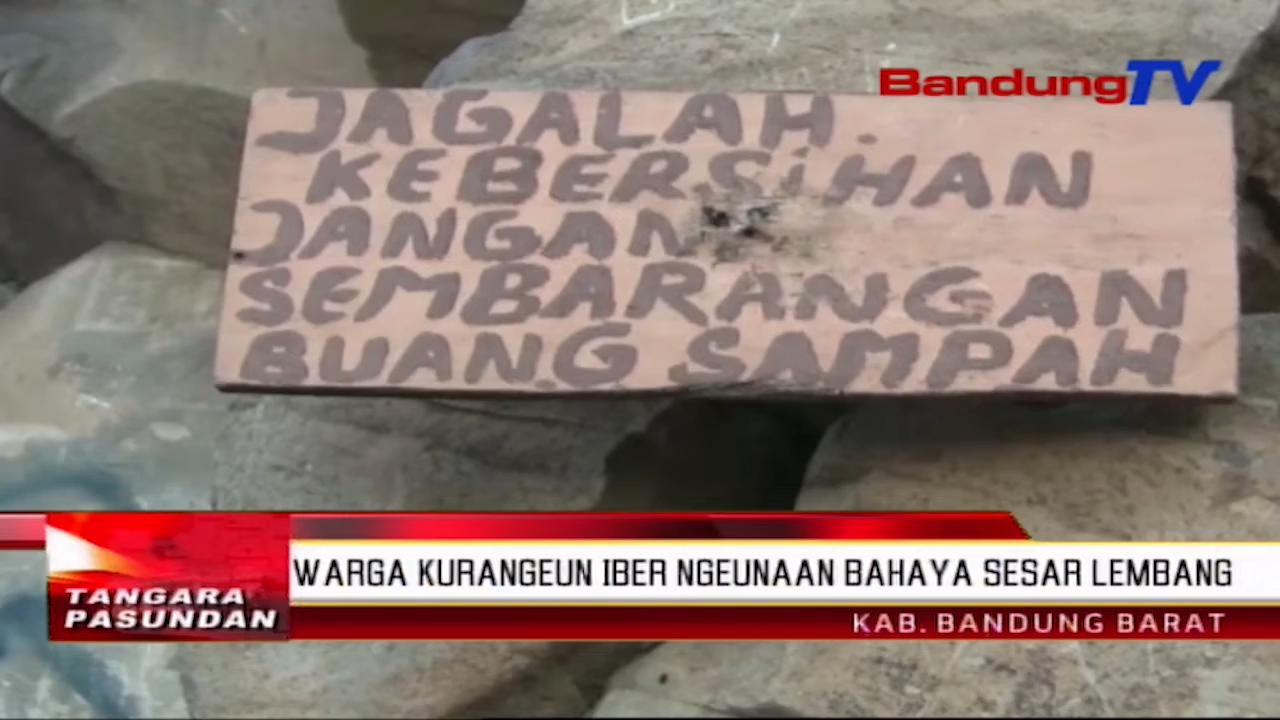 BandungTV
JAGALAH
KEBERSiHAN
JANGAN
SEMBARANGAN
BUANG SAMPAH
TANGARA
PASUNDAN
WARGA KURANGEUN IBER NGEUNAAN BAHAYA SESAR LEMBANG
KAB. BANDUNG BARAT